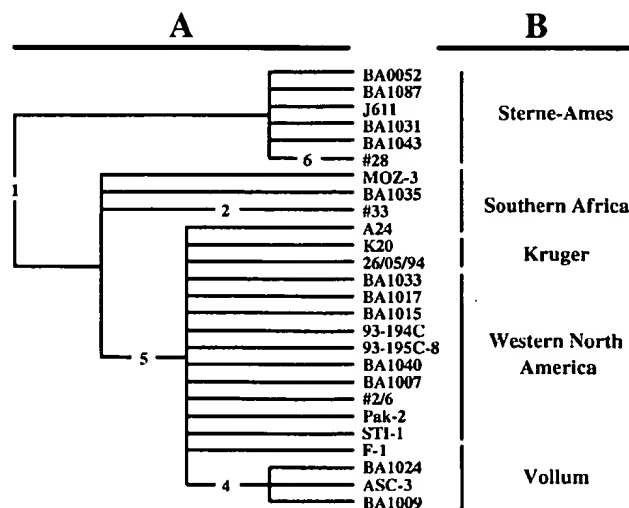 A
B
BA0052
BA1087
J611
BA1031
BA1043
6
#28
Sterne-Ames
1
MOZ-3
BA1035
2
#33
Southern Africa
A24
K20
26/05/94
Kruger
BA1033
BA1017
BA1015
93-194C
5
93-195C-8
BA1040
BA1007
#2/6
Pak-2
STI-1
Western North
America
F-1
BA1024
4
ASC-3
BA1009
Vollum